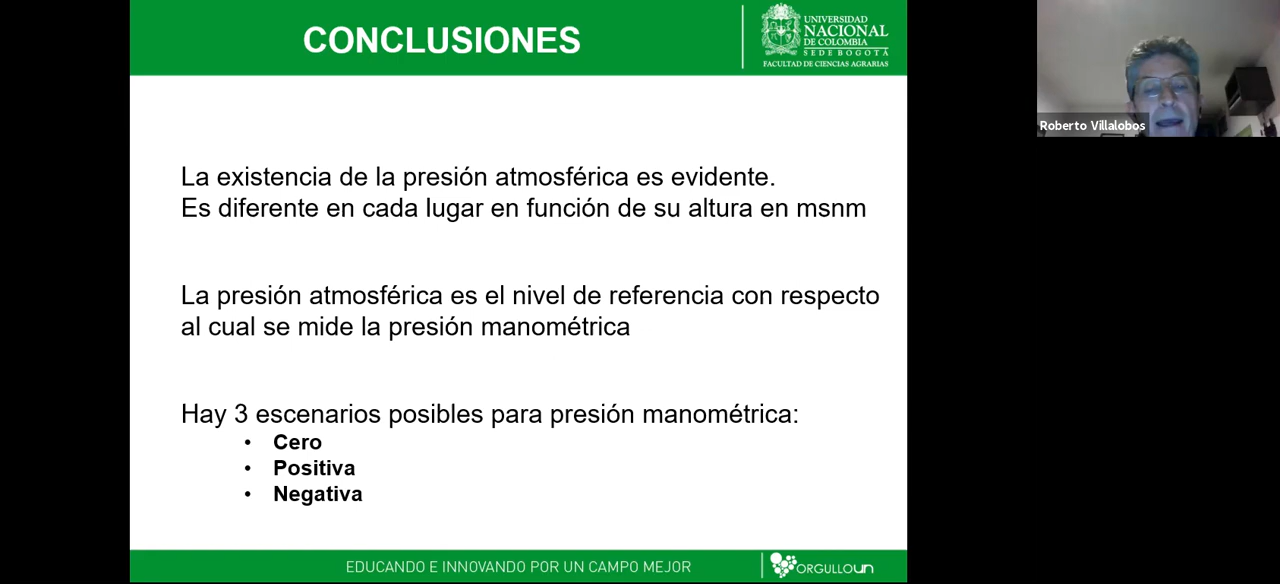 CONCLUSIONES
UNIVERSIDAD
NACIONAL
DE COLOMBIA
SEDE BOGOTÁ
FACULTAD DE CIENCIAS AGRARIAS
Roberto Villalobos
La existencia de la presión atmosférica es evidente.
Es diferente en cada lugar en función de su altura en msnm
La presión atmosférica es el nivel de referencia con respecto
al cual se mide la presión manométrica
Hay 3 escenarios posibles para presión manométrica:
• Cero
• Positiva
• Negativa
EDUCANDO E INNOVANDO POR UN CAMPO MEJOR
ORGULLOUN